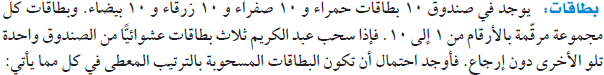 بطاقات: يوجد في صندوق ١٠ بطاقات حمراء و ١٠ صفراء و ١٠ زرقاء و ١٠ بيضاء. وبطاقات كل
مجموعة مرقّمة بالأرقام من ١ إلى ١٠. فإذا سحب عبد الكريم ثلاث بطاقات عشوائيًّا من الصندوق واحدة
تلو الأخرى دون إرجاع. فأوجد احتمال أن تكون البطاقات المسحوبة بالترتيب المعطى في كل مما يأتي: